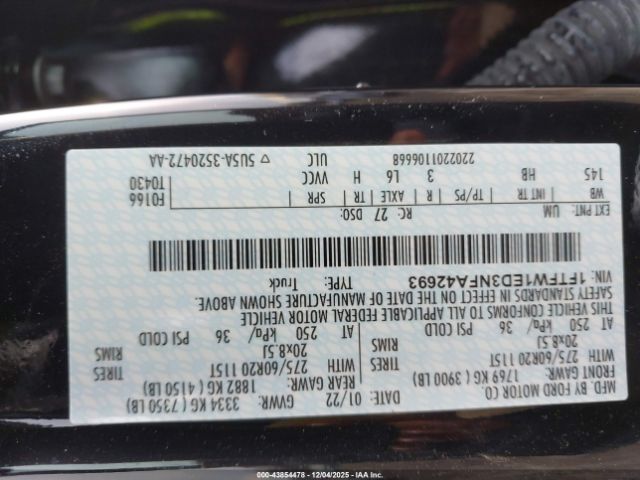 MFD. BY FORD MOTOR CO.
DATE: 01/22 GVWR: 3334 KG ( 7350 LB)
FRONT GAWR: 1769 KG ( 3900 LB) REAR GAWR: 1882 KG ( 4150 LB)
WITH 275/60R20 115T TIRES WITH 275/60R20 115T TIRES
20x8.5J RIMS 20x8.5J RIMS
AT 250 kPa/ 36 PSI COLD AT 250 kPa/ 36 PSI COLD
THIS VEHICLE CONFORMS TO ALL APPLICABLE FEDERAL MOTOR VEHICLE
SAFETY STANDARDS IN EFFECT ON THE DATE OF MANUFACTURE SHOWN ABOVE.
VIN: 1FTFW1ED3NFA42693 TYPE: Truck
EXT PNT: UM RC: 27 DSO: F0166
WB INT TR TP/PS R AXLE TR SPR T0430
145 HB 3 L6 H VVCC
2202201106668 ULC ▽ 5U5A-3520472-AA
000-43854478 - 12/04/2025 - IAA Inc.